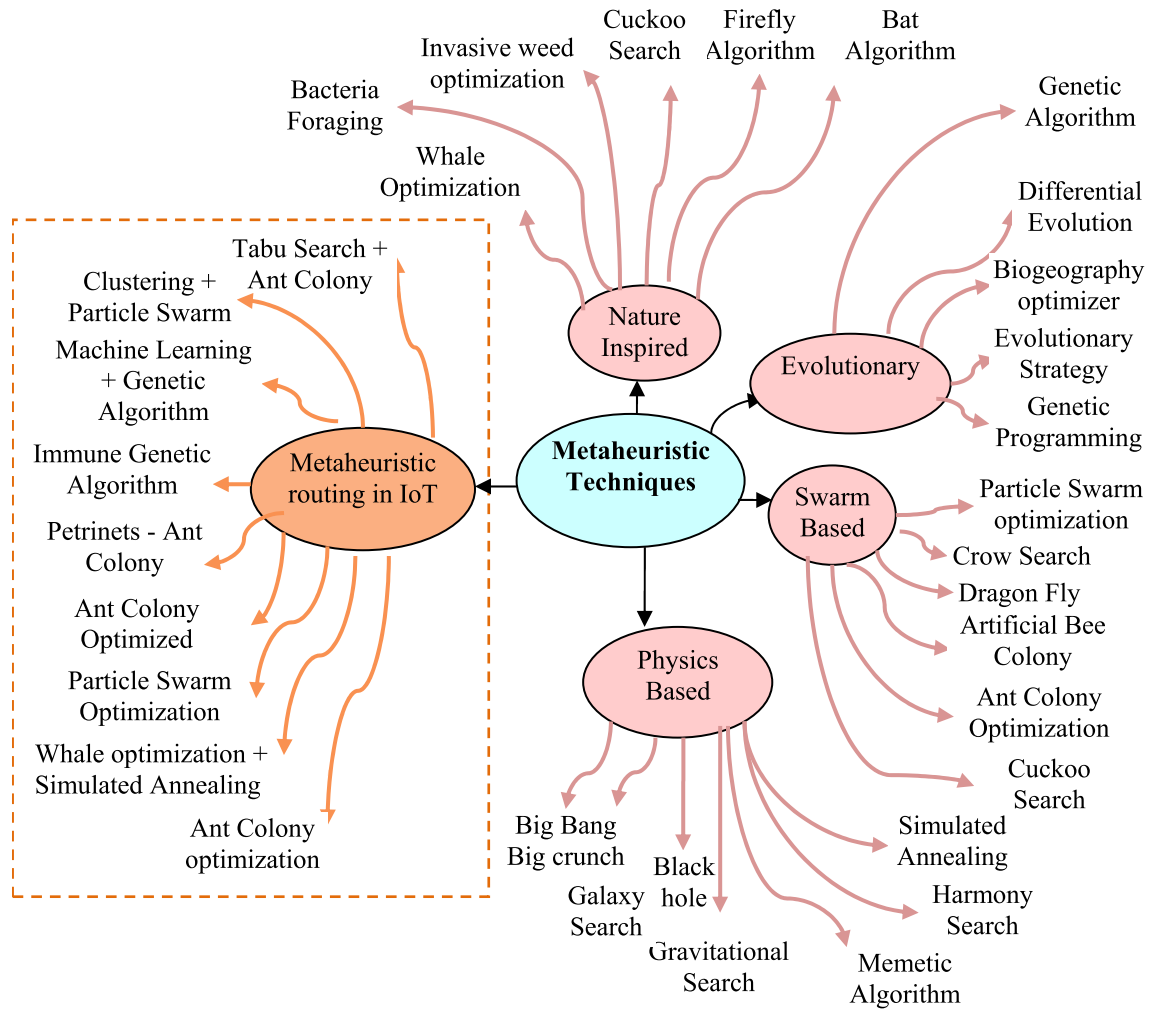 Cuckoo
Search
Firefly
Algorithm
Bat
Algorithm
Invasive weed
optimization
Bacteria
Foraging
Whale
Optimization
Genetic
Algorithm
Differential
Evolution
Biogeography
optimizer
Evolutionary
Strategy
Genetic
Programming
Nature
Inspired
Evolutionary
Metaheuristic
Techniques
Tabu Search +
Ant Colony
Clustering +
Particle Swarm
Machine Learning
+ Genetic
Algorithm
Immune Genetic
Algorithm
Petrinets - Ant
Colony
Ant Colony
Optimized
Particle Swarm
Optimization
Whale optimization +
Simulated Annealing
Ant Colony
optimization
Metaheuristic
routing in IoT
Swarm
Based
Particle Swarm
optimization
Crow Search
Dragon Fly
Artificial Bee
Colony
Ant Colony
Optimization
Cuckoo
Search
Physics
Based
Big Bang
Big crunch
Galaxy
Search
Black
hole
Gravitational
Search
Simulated
Annealing
Harmony
Search
Memetic
Algorithm